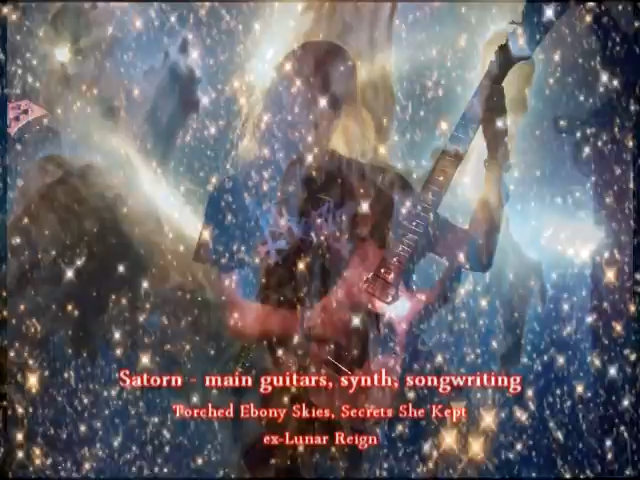 Satorn - main guitars, synth, songwriting
Torched Ebony Skies, Secrets She Kept
ex-Lunar Reign